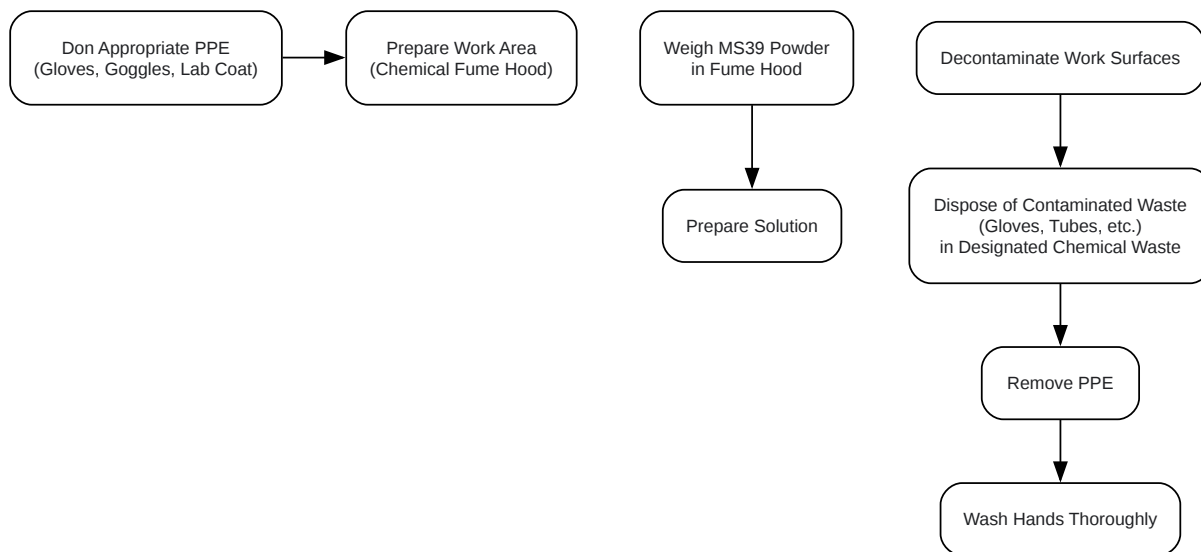 Don Appropriate PPE
(Gloves, Goggles, Lab Coat)
Prepare Work Area
(Chemical Fume Hood)
Weigh MS39 Powder
in Fume Hood
Prepare Solution
Decontaminate Work Surfaces
Dispose of Contaminated Waste
(Gloves, Tubes, etc.)
in Designated Chemical Waste
Remove PPE
Wash Hands Thoroughly